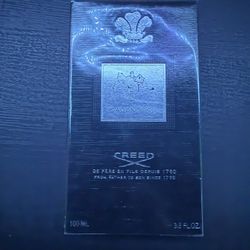 CREED
DE PÈRE EN FILS DEPUIS 1760
FROM FATHER TO SON SINCE 1760
100 ML
3.3 FL.OZ.